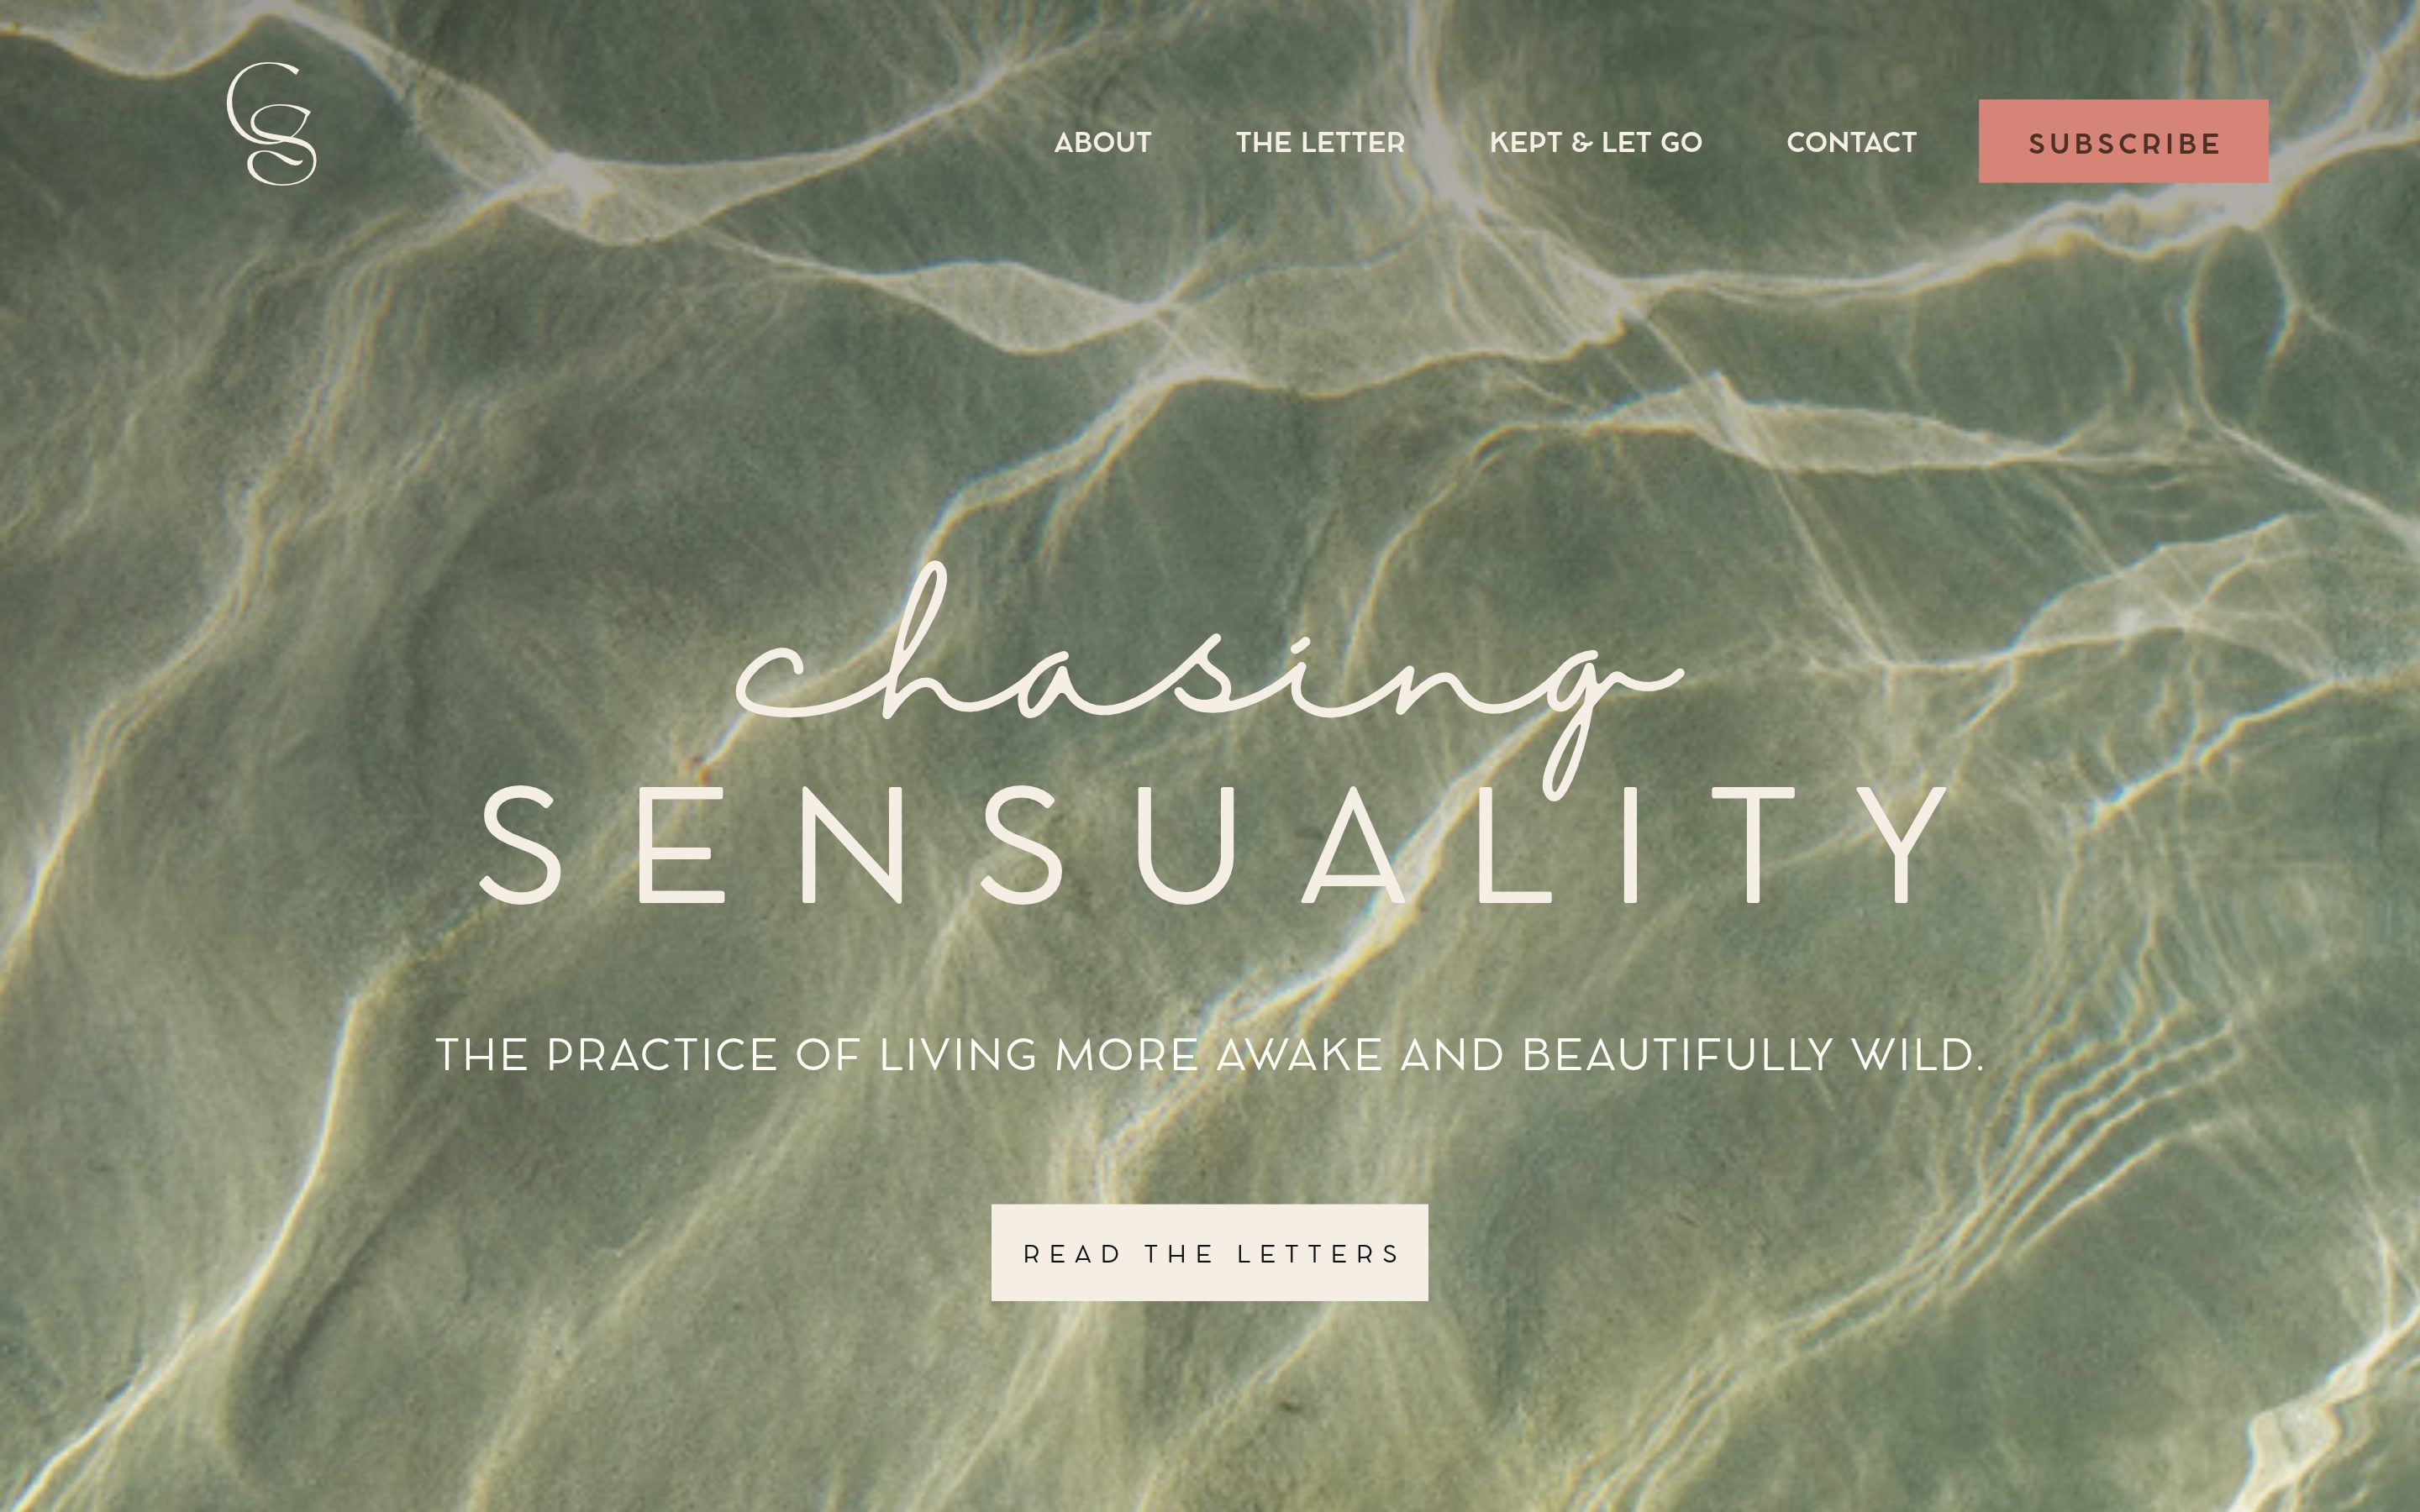 CS
ABOUT THE LETTER KEPT & LET GO CONTACT SUBSCRIBE
chasing
SENSUALITY
THE PRACTICE OF LIVING MORE AWAKE AND BEAUTIFULLY WILD.
READ THE LETTERS